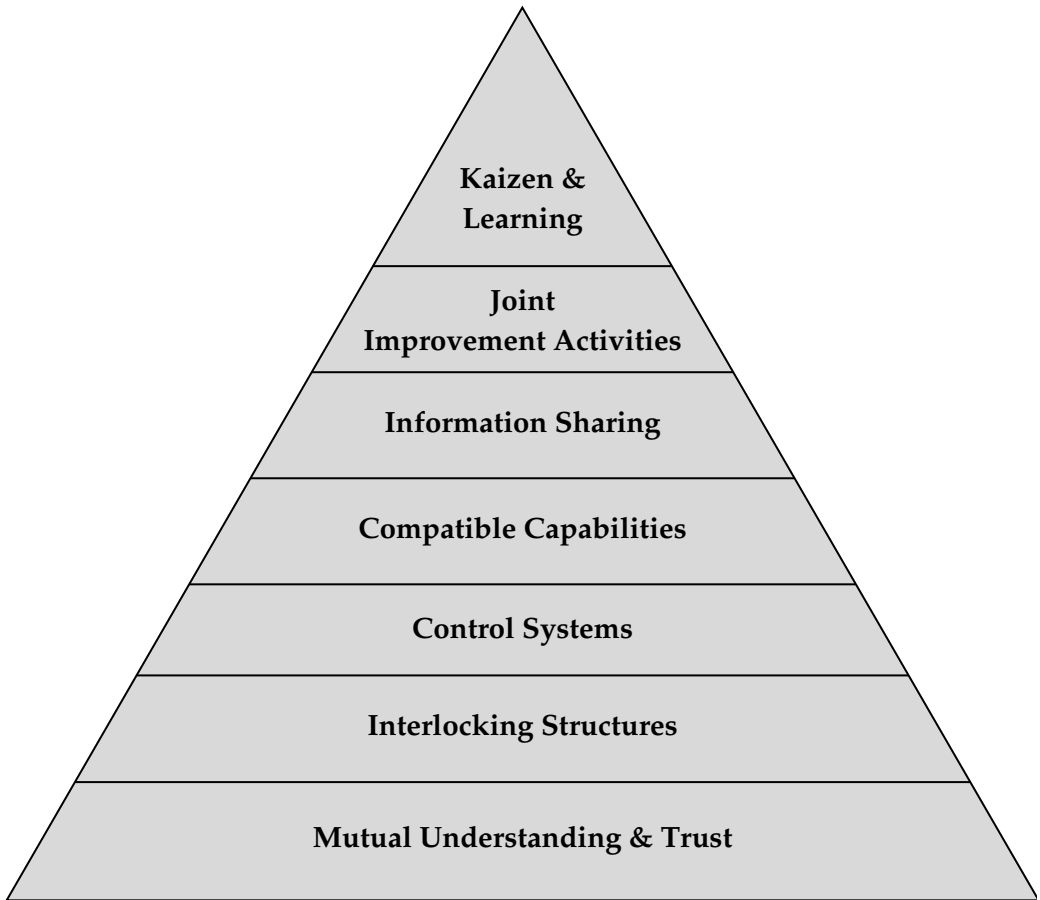 Kaizen &
Learning
Joint
Improvement Activities
Information Sharing
Compatible Capabilities
Control Systems
Interlocking Structures
Mutual Understanding & Trust